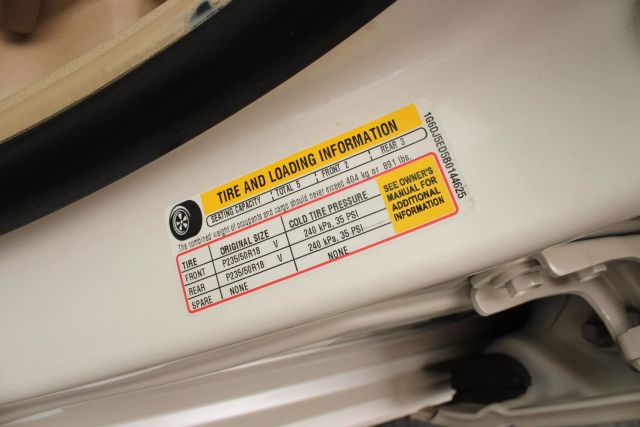 TIRE AND LOADING INFORMATION
SEATING CAPACITY TOTAL 5 FRONT 2 REAR 3
The combined weight of occupants and cargo should never exceed 404 kg or 891 lbs.
TIRE ORIGINAL SIZE COLD TIRE PRESSURE
FRONT P235/50R18 V 240 kPa, 35 PSI
REAR P235/50R18 V 240 kPa, 35 PSI
SPARE NONE NONE
SEE OWNER'S
MANUAL FOR
ADDITIONAL
INFORMATION
1G6DJ5ED5B0144625